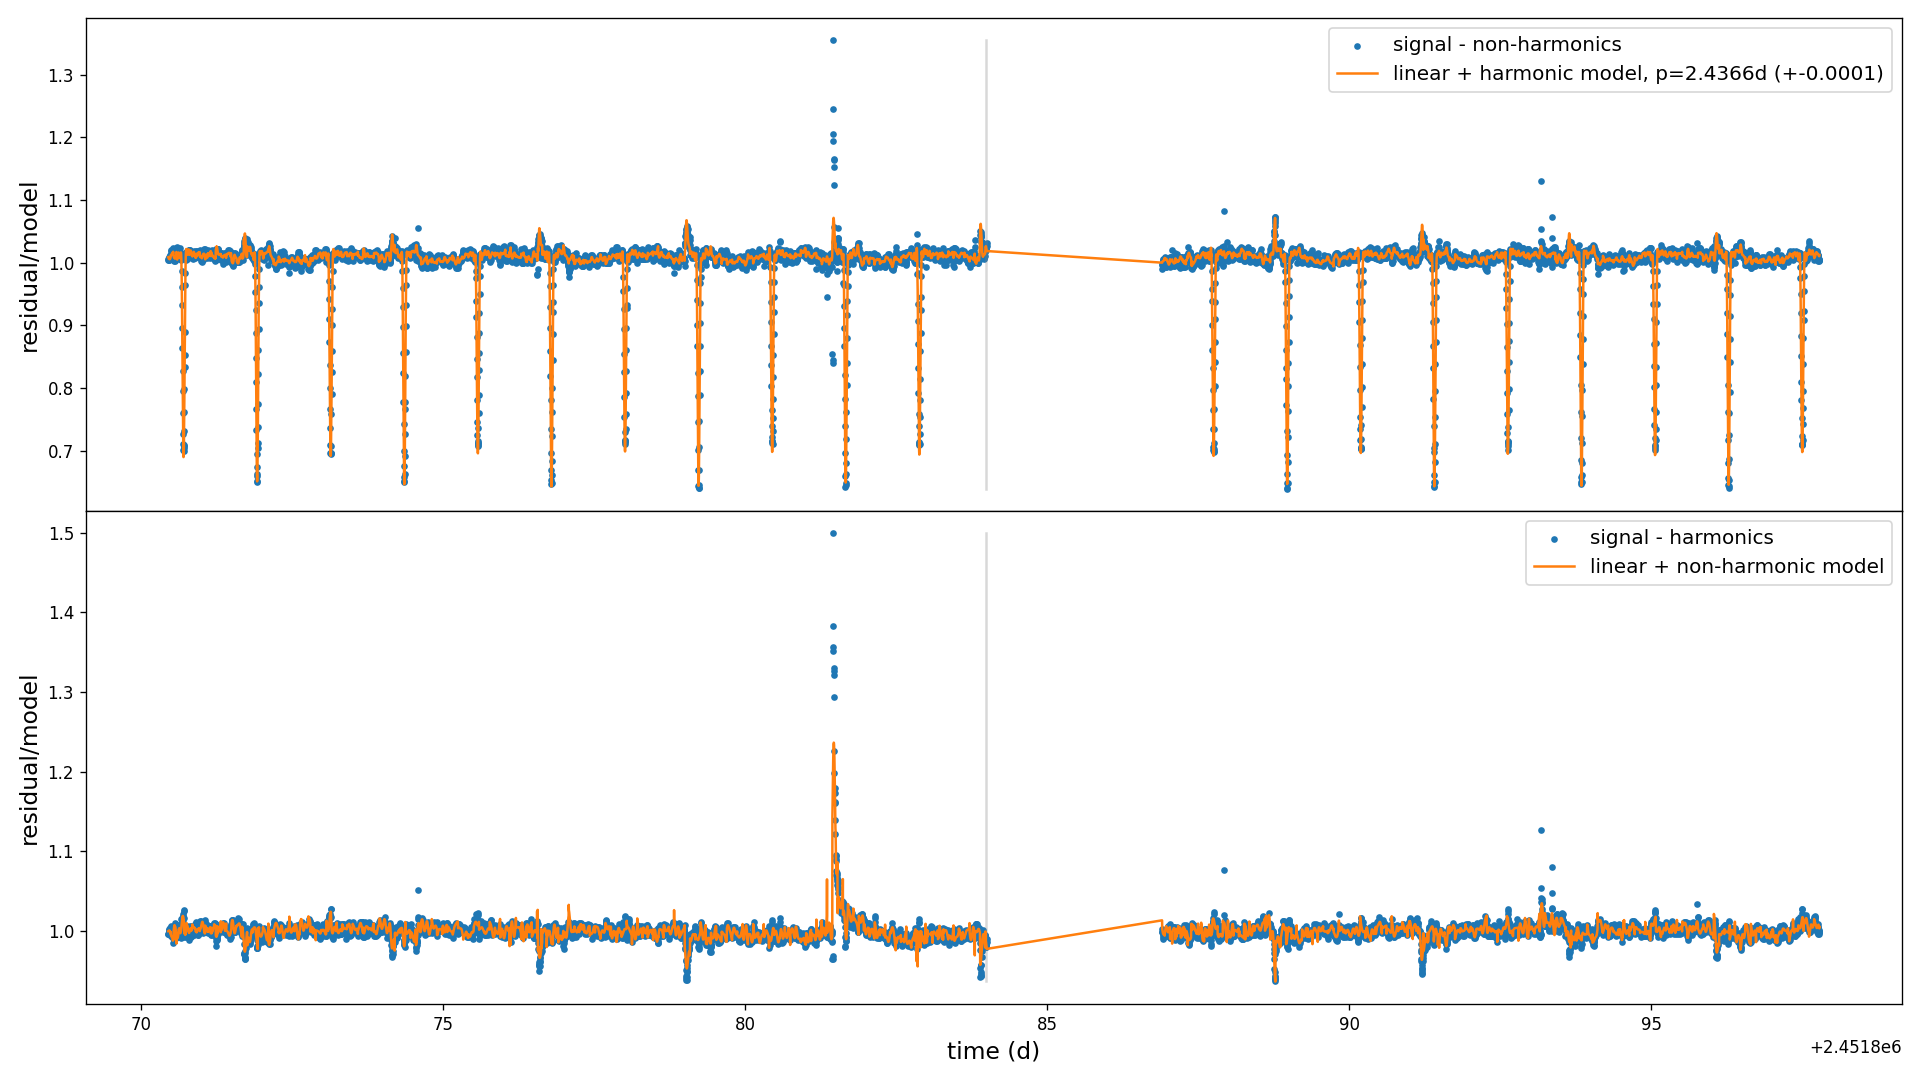 signal - non-harmonics
linear + harmonic model, p=2.4366d (+-0.0001)
1.3
1.2
1.1
1.0
0.9
0.8
0.7
residual/model
signal - harmonics
linear + non-harmonic model
1.5
1.4
1.3
1.2
1.1
1.0
residual/model
70 75 80 85 90 95
time (d)
+2.4518e6